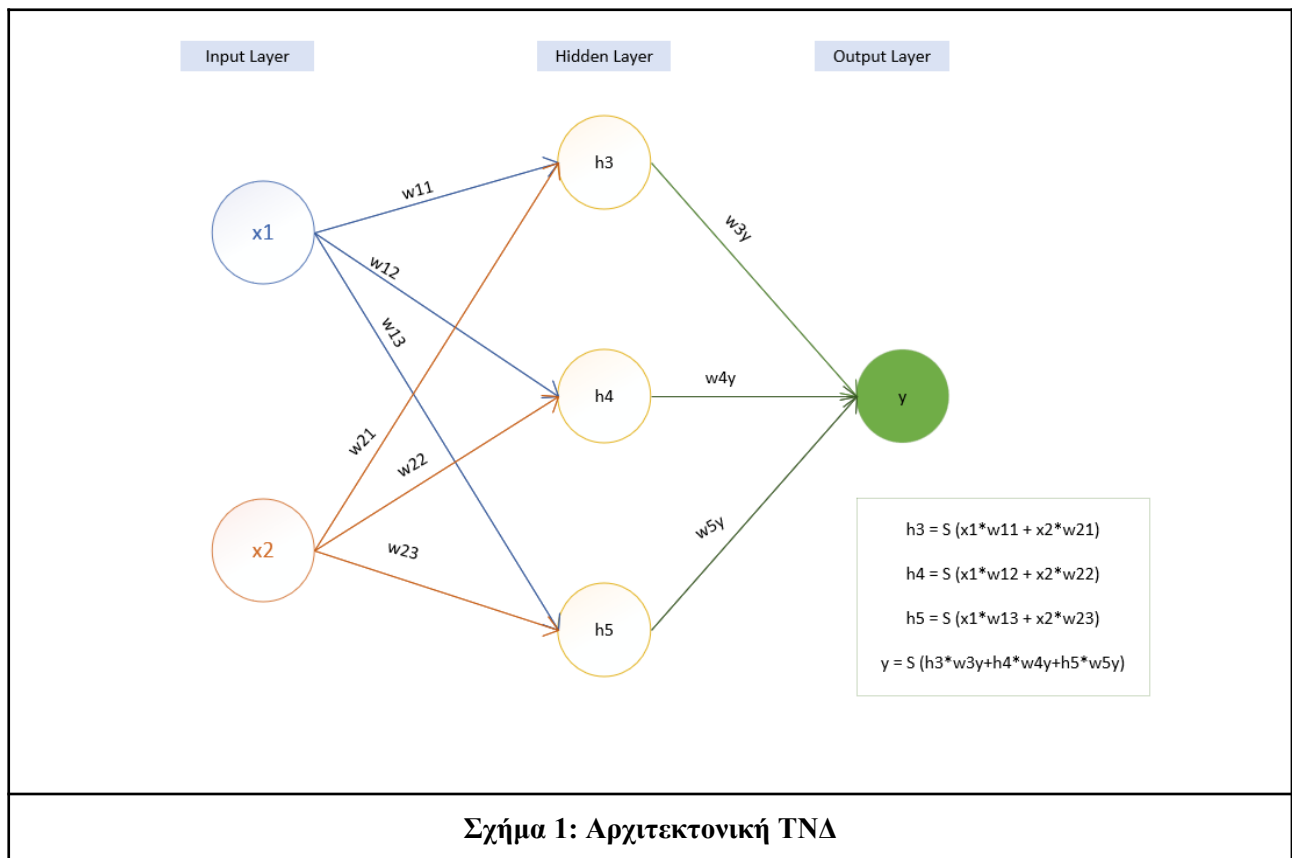 Input Layer
Hidden Layer
Output Layer
h3
w11
w3y
x1
w12
w13
w4y
h4
y
w21
w22
x2
w23
w5y
h5
h3 = S (x1*w11 + x2*w21)
h4 = S (x1*w12 + x2*w22)
h5 = S (x1*w13 + x2*w23)
y = S (h3*w3y+h4*w4y+h5*w5y)
Σχήμα 1: Αρχιτεκτονική ΤΝΔ